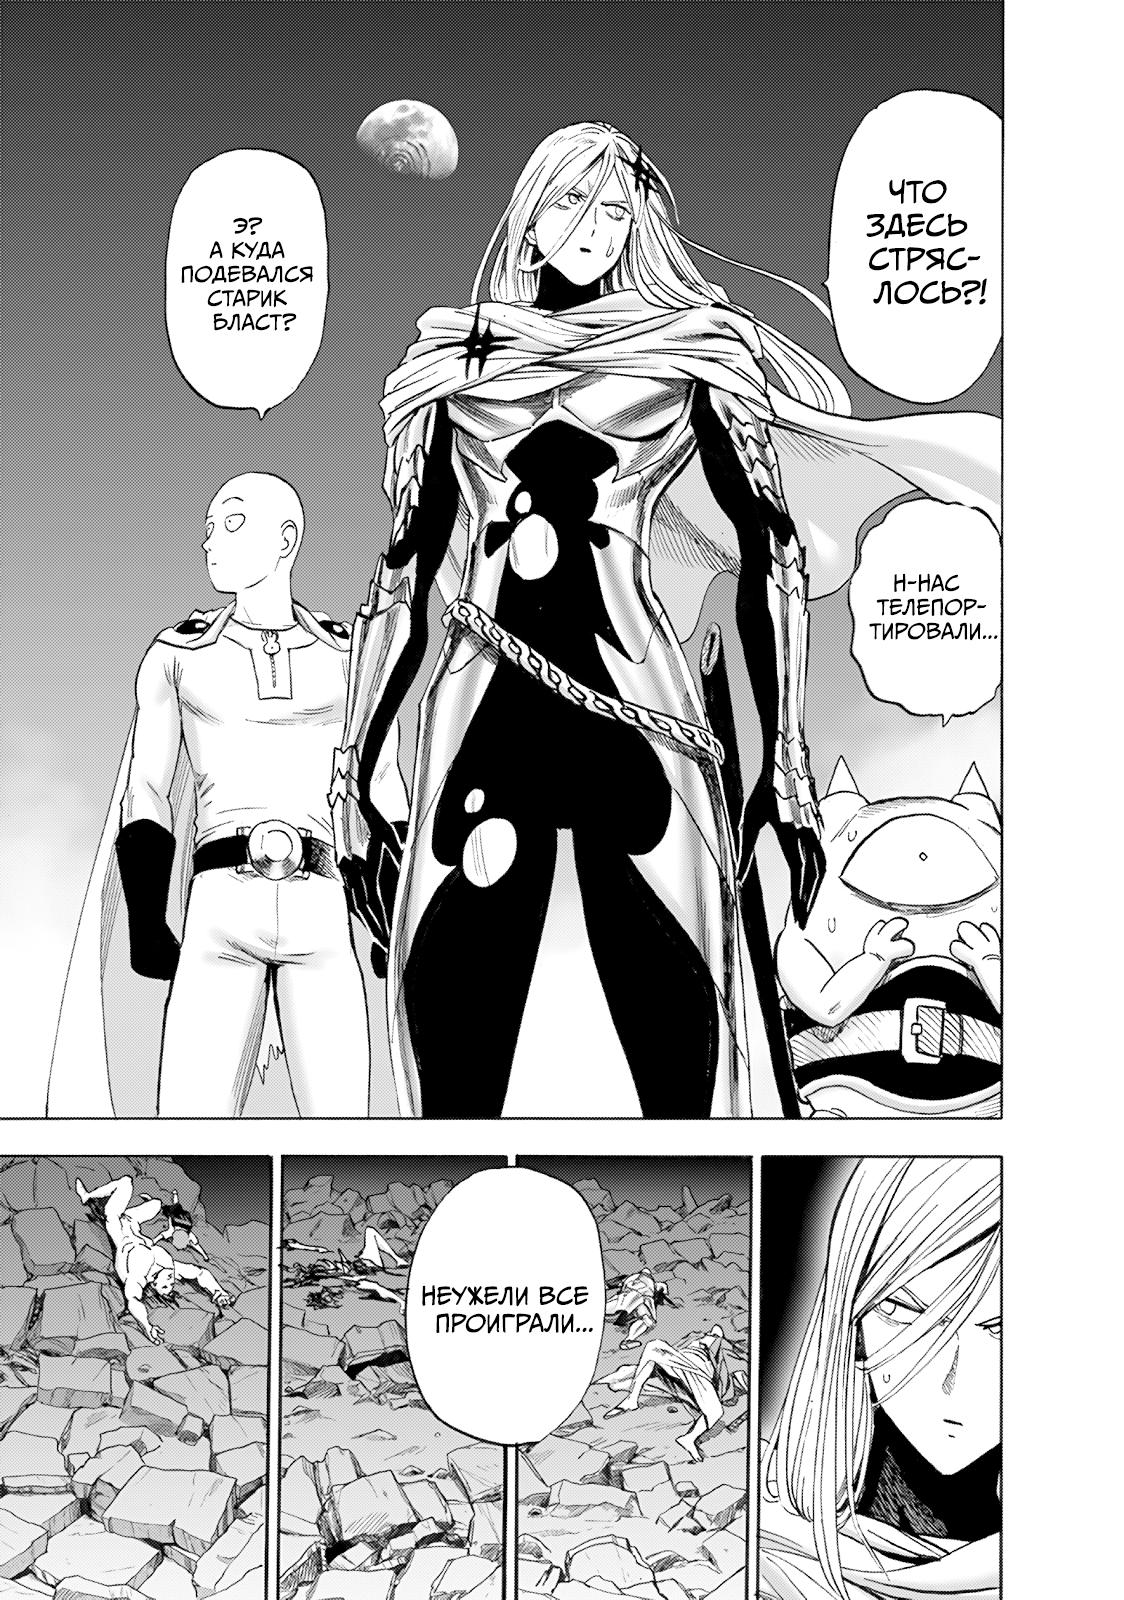 ЧТО
ЗДЕСЬ
СТРЯС-
ЛОСЬ?!
Э?
А КУДА
ПОДЕВАЛСЯ
СТАРИК
БЛАСТ?
Н-НАС
ТЕЛЕПОР-
ТИРОВАЛИ...
НЕУЖЕЛИ ВСЕ
ПРОИГРАЛИ...